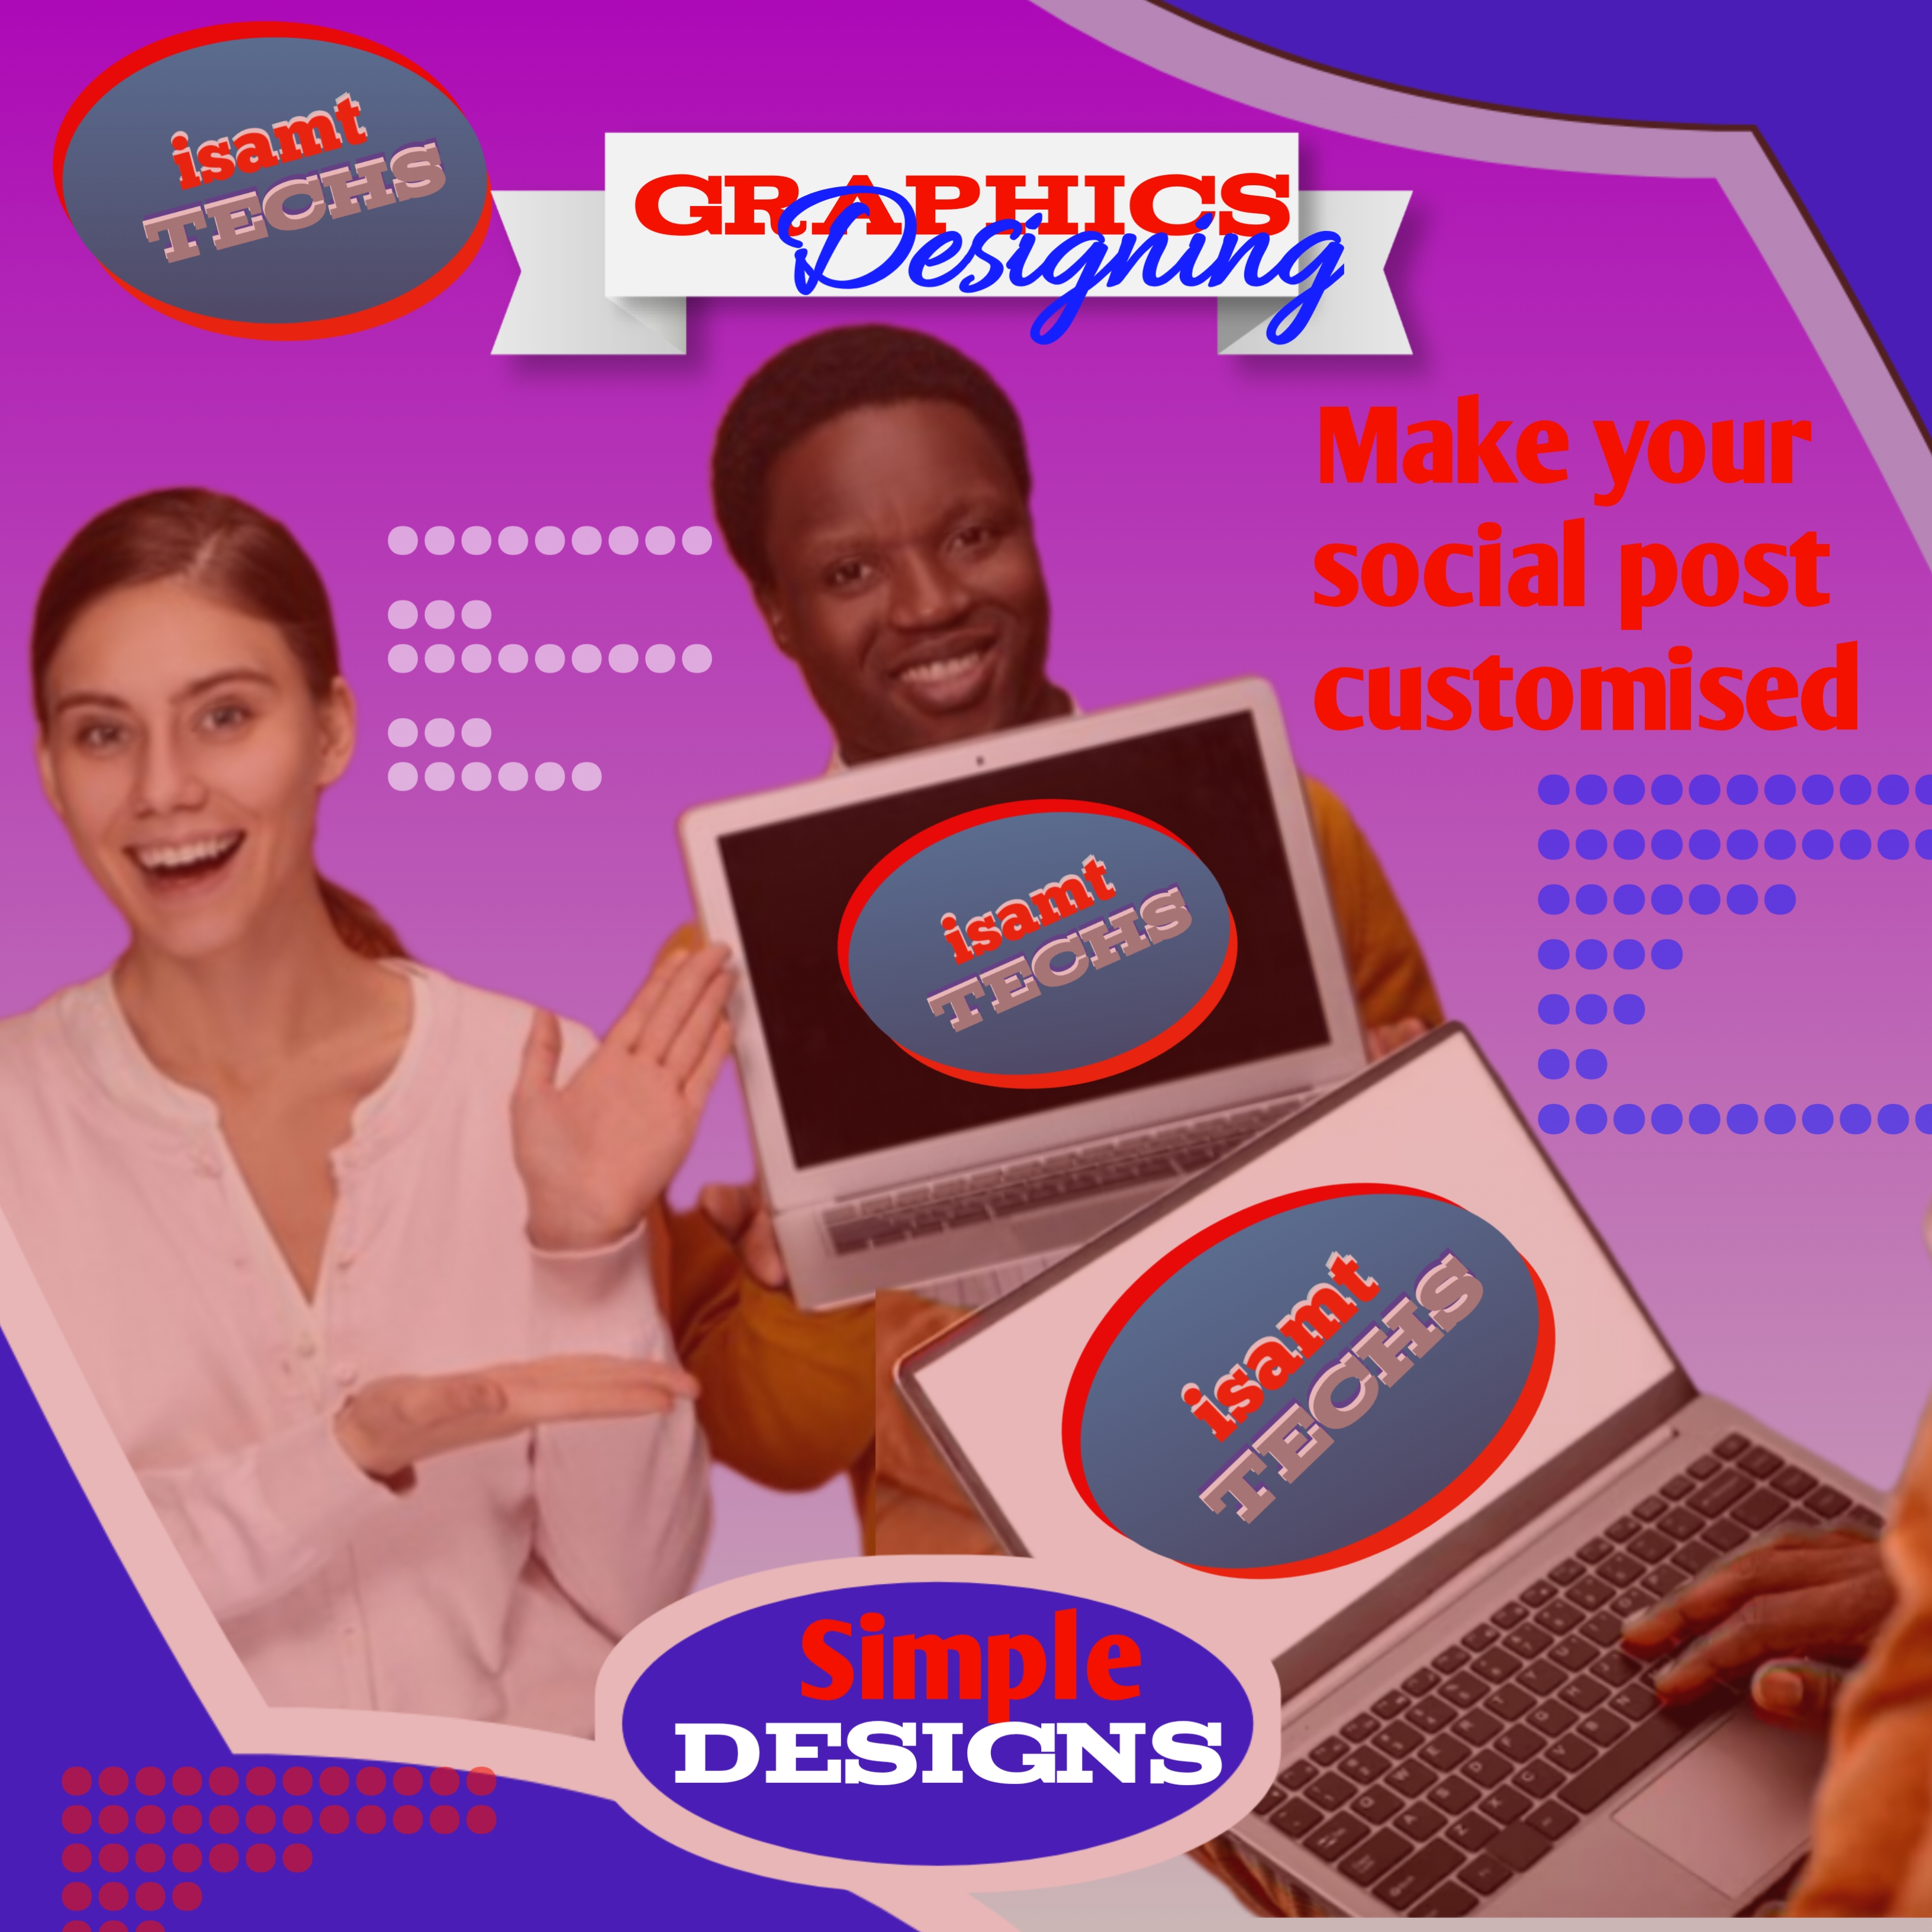 isamt
TECHS
GRAPHICS
Designing
Make your
social post
customised
isamt
TECHS
isamt
TECHS
Simple
DESIGNS